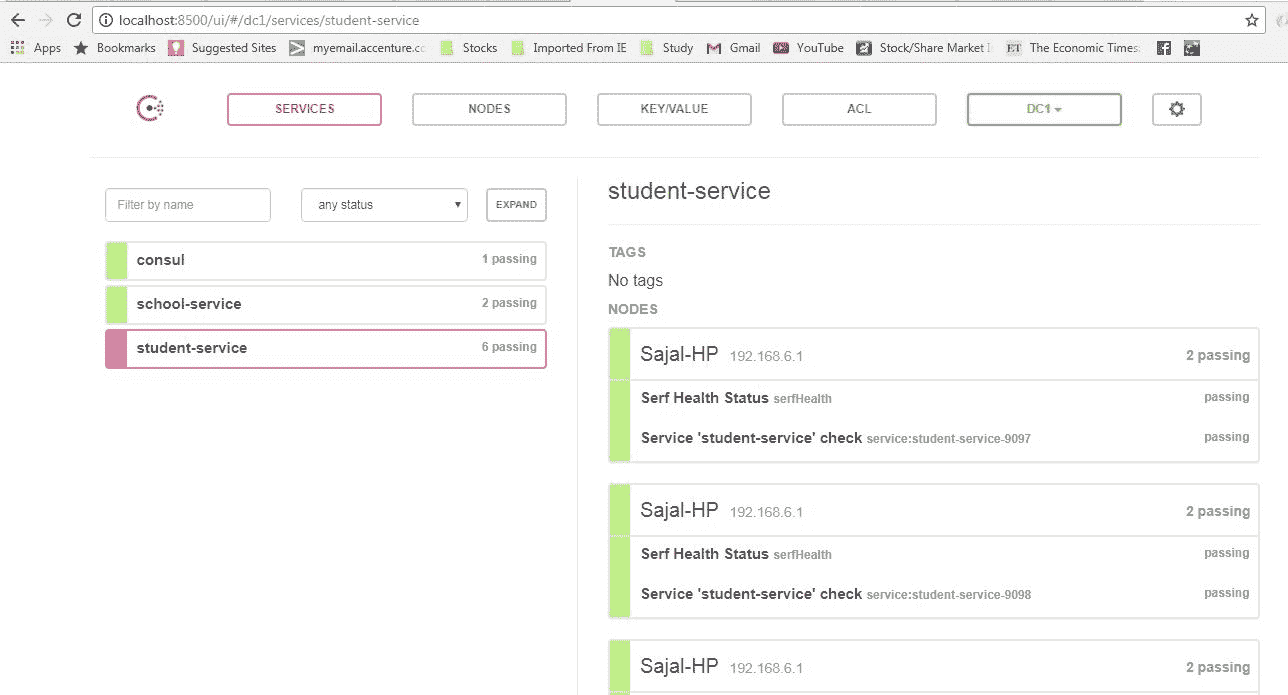 localhost:8500/ui/#/dc1/services/student-service
Apps Bookmarks Suggested Sites myemail.accenture.cc Stocks Imported From IE Study Gmail YouTube Stock/Share Market I ET The Economic Times:
SERVICES NODES KEY/VALUE ACL DC1
Filter by name any status EXPAND
consul 1 passing
school-service 2 passing
student-service 6 passing
student-service
TAGS
No tags
NODES
Sajal-HP 192.168.6.1 2 passing
Serf Health Status serfHealth passing
Service 'student-service' check service:student-service-9097 passing
Sajal-HP 192.168.6.1 2 passing
Serf Health Status serfHealth passing
Service 'student-service' check service:student-service-9098 passing
Sajal-HP 192.168.6.1 2 passing